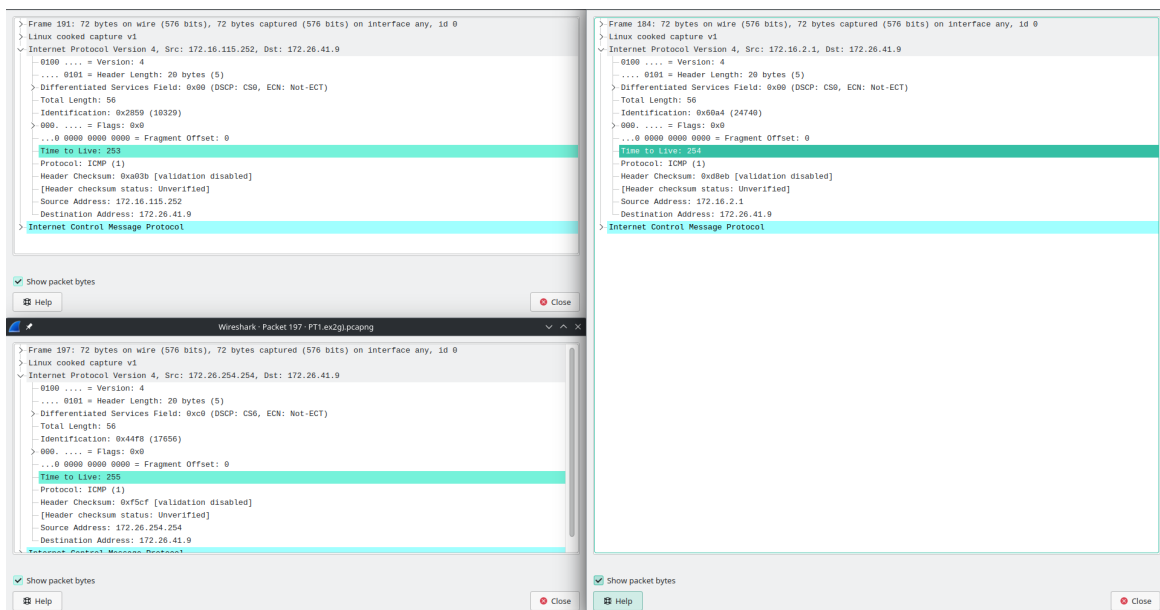 Frame 191: 72 bytes on wire (576 bits), 72 bytes captured (576 bits) on interface any, id 0
Linux cooked capture v1
Internet Protocol Version 4, Src: 172.16.115.252, Dst: 172.26.41.9
0100 .... = Version: 4
.... 0101 = Header Length: 20 bytes (5)
Differentiated Services Field: 0x00 (DSCP: CS0, ECN: Not-ECT)
Total Length: 56
Identification: 0x2859 (10329)
000. .... = Flags: 0x0
...0 0000 0000 0000 = Fragment Offset: 0
Time to Live: 253
Protocol: ICMP (1)
Header Checksum: 0xa03b [validation disabled]
[Header checksum status: Unverified]
Source Address: 172.16.115.252
Destination Address: 172.26.41.9
Internet Control Message Protocol
Show packet bytes
Help
Close
Wireshark · Packet 197 · PT1.ex2g).pcapng
Frame 197: 72 bytes on wire (576 bits), 72 bytes captured (576 bits) on interface any, id 0
Linux cooked capture v1
Internet Protocol Version 4, Src: 172.26.254.254, Dst: 172.26.41.9
0100 .... = Version: 4
.... 0101 = Header Length: 20 bytes (5)
Differentiated Services Field: 0xc0 (DSCP: CS6, ECN: Not-ECT)
Total Length: 56
Identification: 0x44f8 (17656)
000. .... = Flags: 0x0
...0 0000 0000 0000 = Fragment Offset: 0
Time to Live: 255
Protocol: ICMP (1)
Header Checksum: 0xf5cf [validation disabled]
[Header checksum status: Unverified]
Source Address: 172.26.254.254
Destination Address: 172.26.41.9
Internet Control Message Protocol
Show packet bytes
Help
Close
Frame 184: 72 bytes on wire (576 bits), 72 bytes captured (576 bits) on interface any, id 0
Linux cooked capture v1
Internet Protocol Version 4, Src: 172.16.2.1, Dst: 172.26.41.9
0100 .... = Version: 4
.... 0101 = Header Length: 20 bytes (5)
Differentiated Services Field: 0x00 (DSCP: CS0, ECN: Not-ECT)
Total Length: 56
Identification: 0x60a4 (24740)
000. .... = Flags: 0x0
...0 0000 0000 0000 = Fragment Offset: 0
Time to Live: 254
Protocol: ICMP (1)
Header Checksum: 0xd8eb [validation disabled]
[Header checksum status: Unverified]
Source Address: 172.16.2.1
Destination Address: 172.26.41.9
Internet Control Message Protocol
Show packet bytes
Help
Close